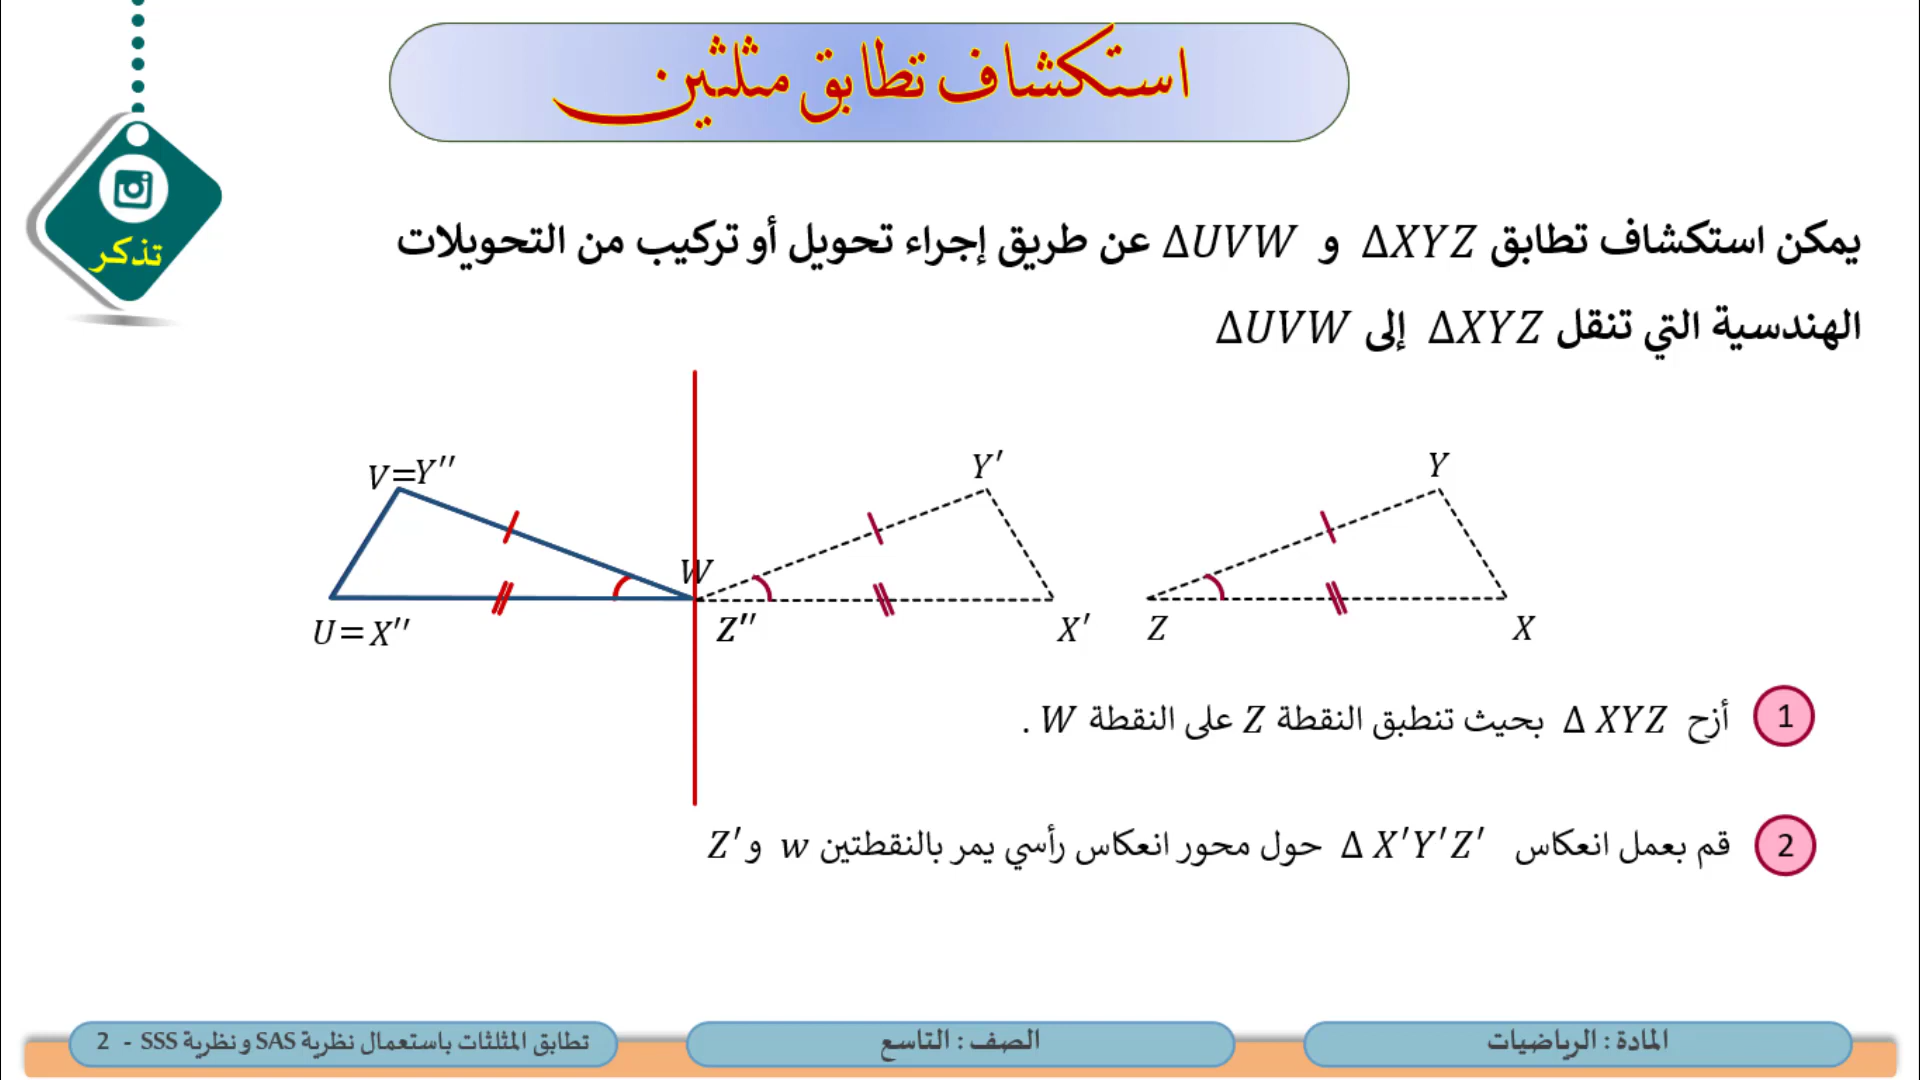 استكشاف تطابق مثلثين
تذكر
يمكن استكشاف تطابق ΔXYZ و ΔUVW عن طريق إجراء تحويل أو تركيب من التحويلات
الهندسية التي تنقل ΔXYZ إلى ΔUVW
V=Y′′
Y′
Y
W
U=X′′
Z′′
X′
Z
X
1 أزح Δ XYZ بحيث تنطبق النقطة Z على النقطة W .
2 قم بعمل انعكاس Δ X′Y′Z′ حول محور انعكاس رأسي يمر بالنقطتين w و Z′
المادة : الرياضيات
الصف : التاسع
تطابق المثلثات باستعمال نظرية SAS ونظرية SSS - 2